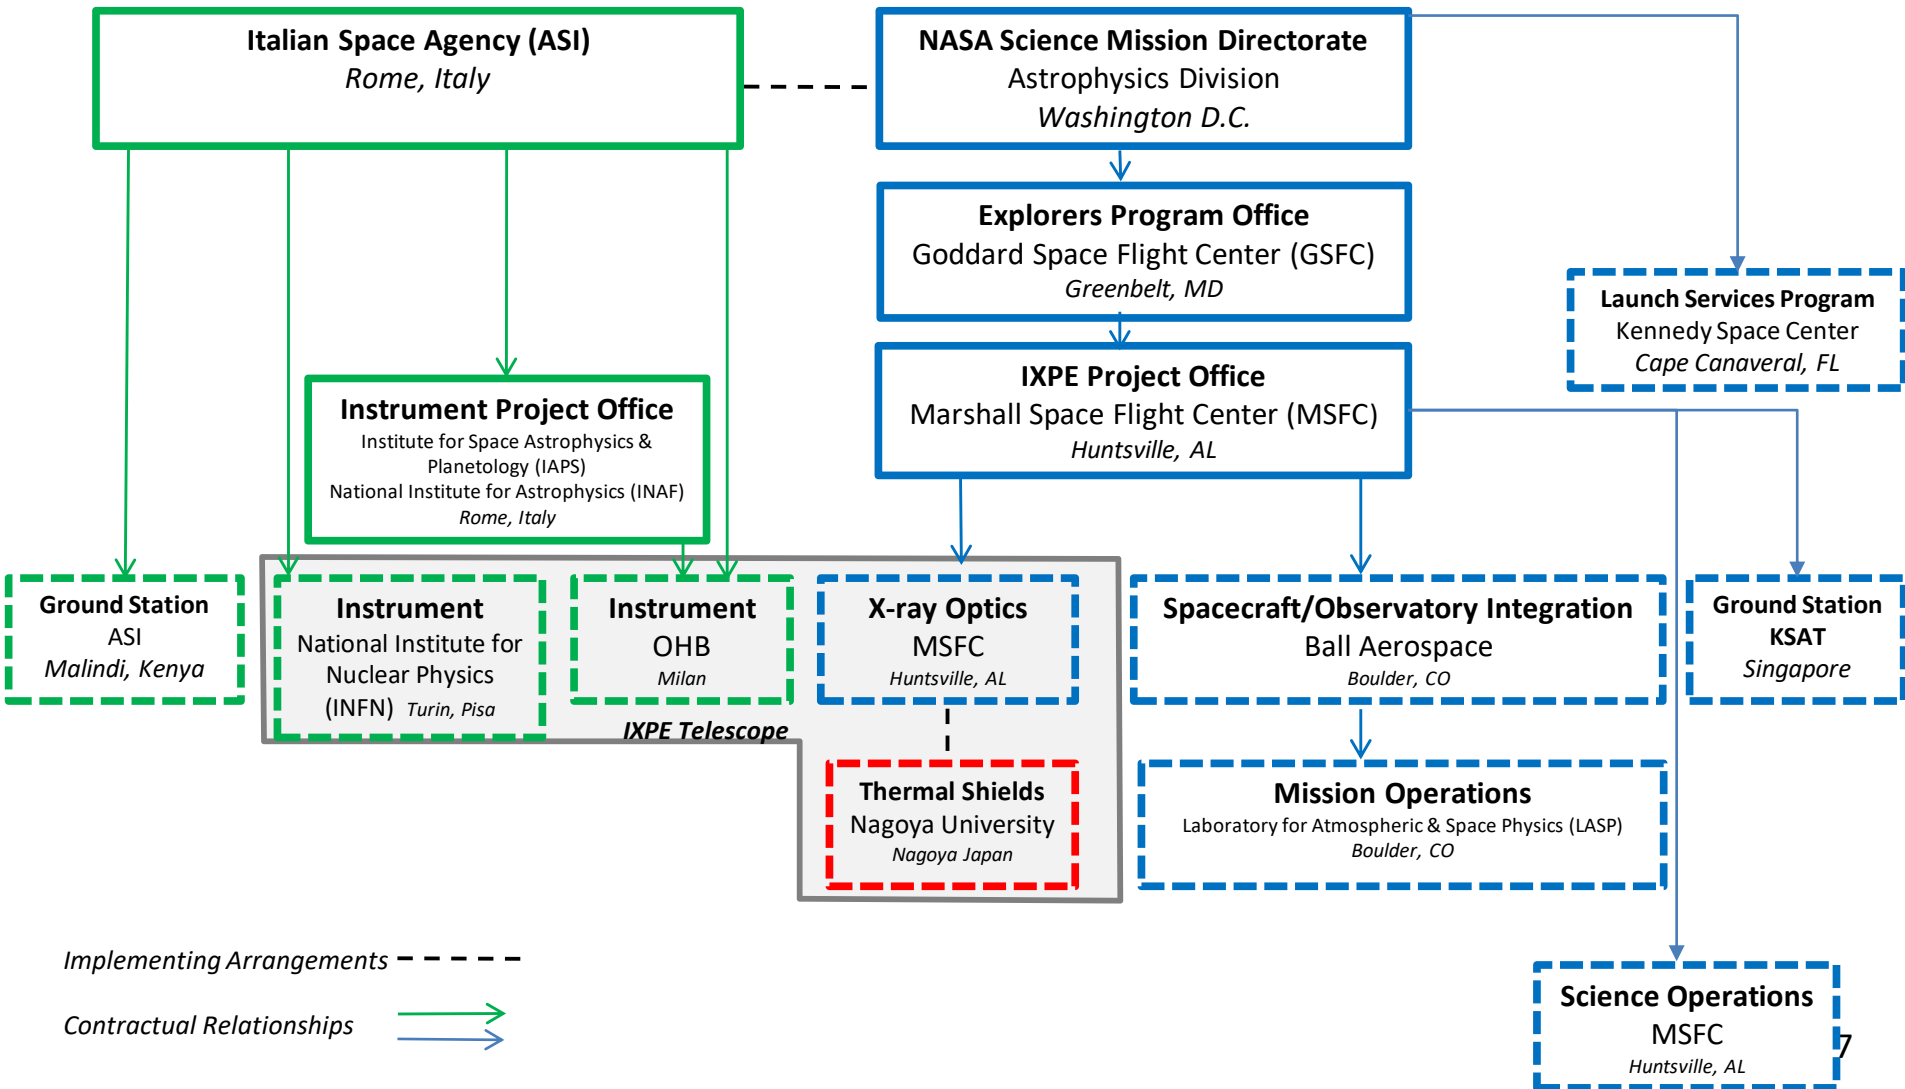 Italian Space Agency (ASI)
Rome, Italy
NASA Science Mission Directorate
Astrophysics Division
Washington D.C.
Explorers Program Office
Goddard Space Flight Center (GSFC)
Greenbelt, MD
Launch Services Program
Kennedy Space Center
Cape Canaveral, FL
IXPE Project Office
Marshall Space Flight Center (MSFC)
Huntsville, AL
Instrument Project Office
Institute for Space Astrophysics &
Planetology (IAPS)
National Institute for Astrophysics (INAF)
Rome, Italy
Ground Station
ASI
Malindi, Kenya
Instrument
National Institute for
Nuclear Physics
(INFN) Turin, Pisa
Instrument
OHB
Milan
X-ray Optics
MSFC
Huntsville, AL
Spacecraft/Observatory Integration
Ball Aerospace
Boulder, CO
Ground Station
KSAT
Singapore
IXPE Telescope
Thermal Shields
Nagoya University
Nagoya Japan
Mission Operations
Laboratory for Atmospheric & Space Physics (LASP)
Boulder, CO
Implementing Arrangements
Contractual Relationships
Science Operations
MSFC
Huntsville, AL
7